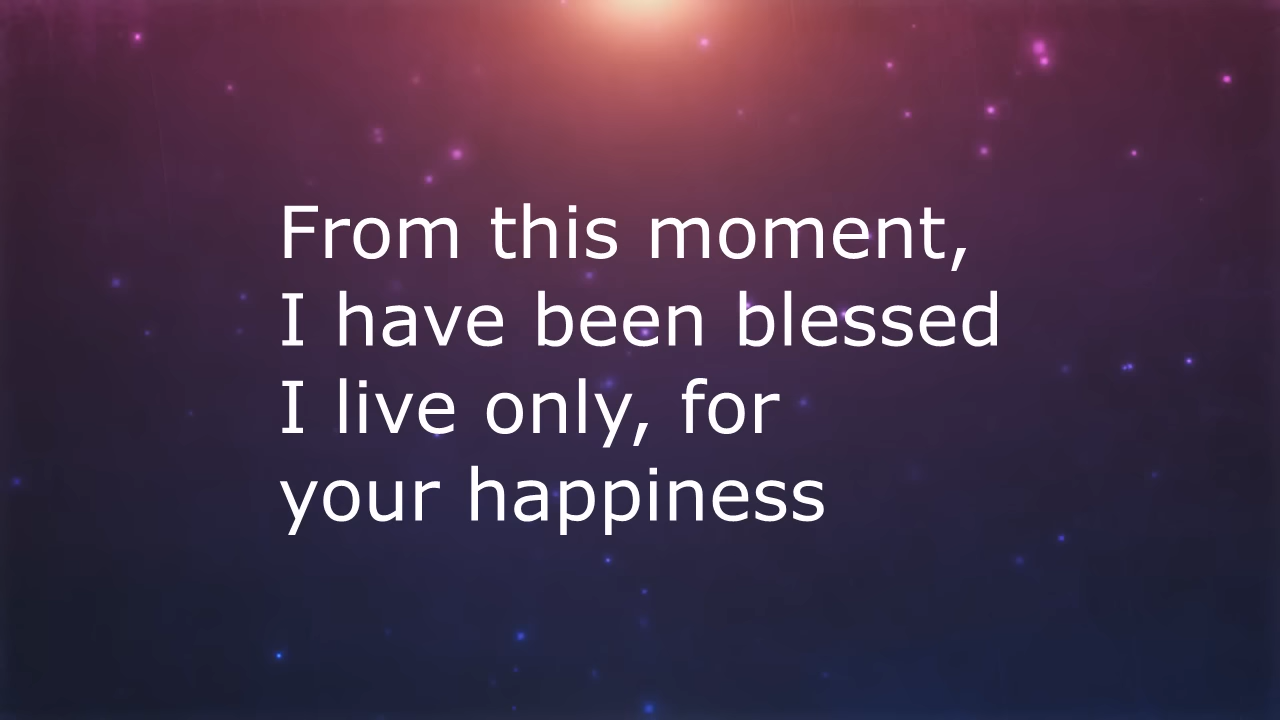 From this moment,
I have been blessed
I live only, for
your happiness